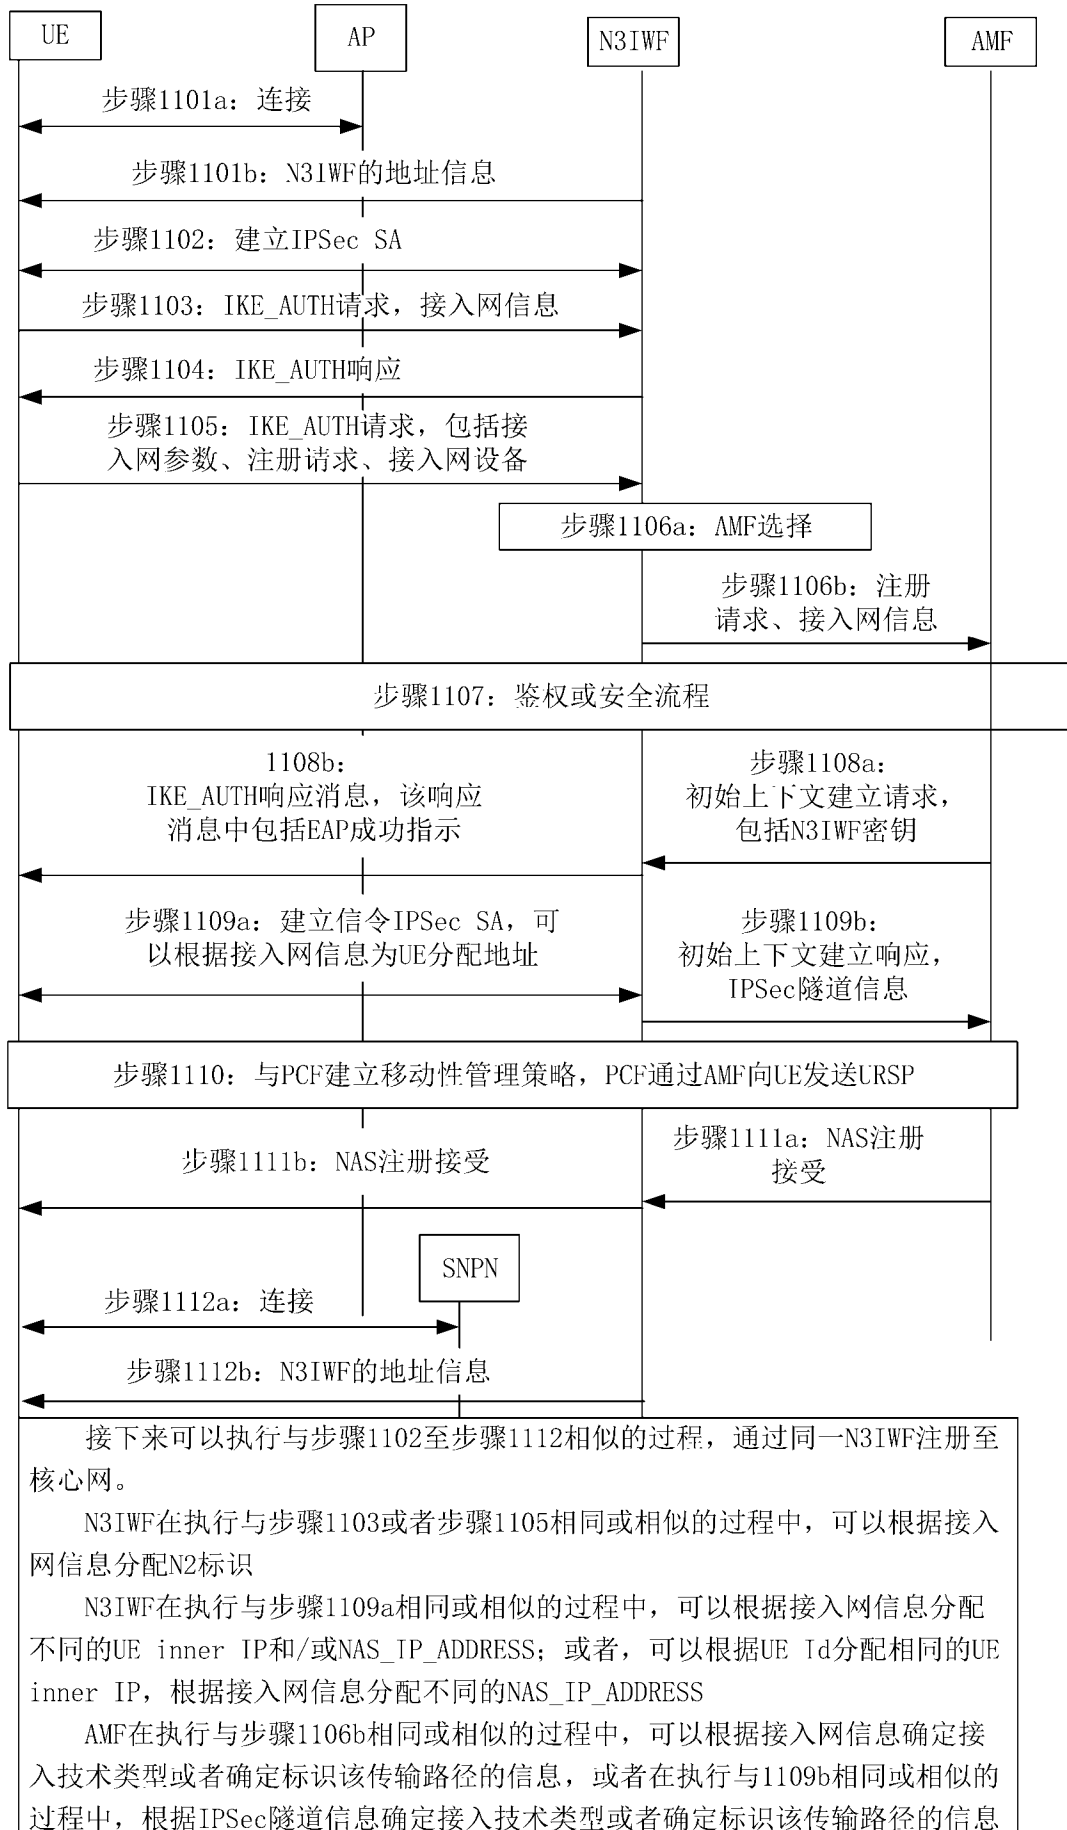 UE
AP
N3IWF
AMF
步骤1101a：连接
步骤1101b：N3IWF的地址信息
步骤1102：建立IPSec SA
步骤1103：IKE_AUTH请求，接入网信息
步骤1104：IKE_AUTH响应
步骤1105：IKE_AUTH请求，包括接
入网参数、注册请求、接入网设备
步骤1106a：AMF选择
步骤1106b：注册
请求、接入网信息
步骤1107：鉴权或安全流程
1108b：
IKE_AUTH响应消息，该响应
消息中包括EAP成功指示
步骤1108a：
初始上下文建立请求，
包括N3IWF密钥
步骤1109a：建立信令IPSec SA，可
以根据接入网信息为UE分配地址
步骤1109b：
初始上下文建立响应，
IPSec隧道信息
步骤1110：与PCF建立移动性管理策略，PCF通过AMF向UE发送URSP
步骤1111a：NAS注册
接受
步骤1111b：NAS注册接受
SNPN
步骤1112a：连接
步骤1112b：N3IWF的地址信息
接下来可以执行与步骤1102至步骤1112相似的过程，通过同一N3IWF注册至
核心网。
N3IWF在执行与步骤1103或者步骤1105相同或相似的过程中，可以根据接入
网信息分配N2标识
N3IWF在执行与步骤1109a相同或相似的过程中，可以根据接入网信息分配
不同的UE inner IP和/或NAS_IP_ADDRESS；或者，可以根据UE Id分配相同的UE
inner IP，根据接入网信息分配不同的NAS_IP_ADDRESS
AMF在执行与步骤1106b相同或相似的过程中，可以根据接入网信息确定接
入技术类型或者确定标识该传输路径的信息，或者在执行与1109b相同或相似的
过程中，根据IPSec隧道信息确定接入技术类型或者确定标识该传输路径的信息